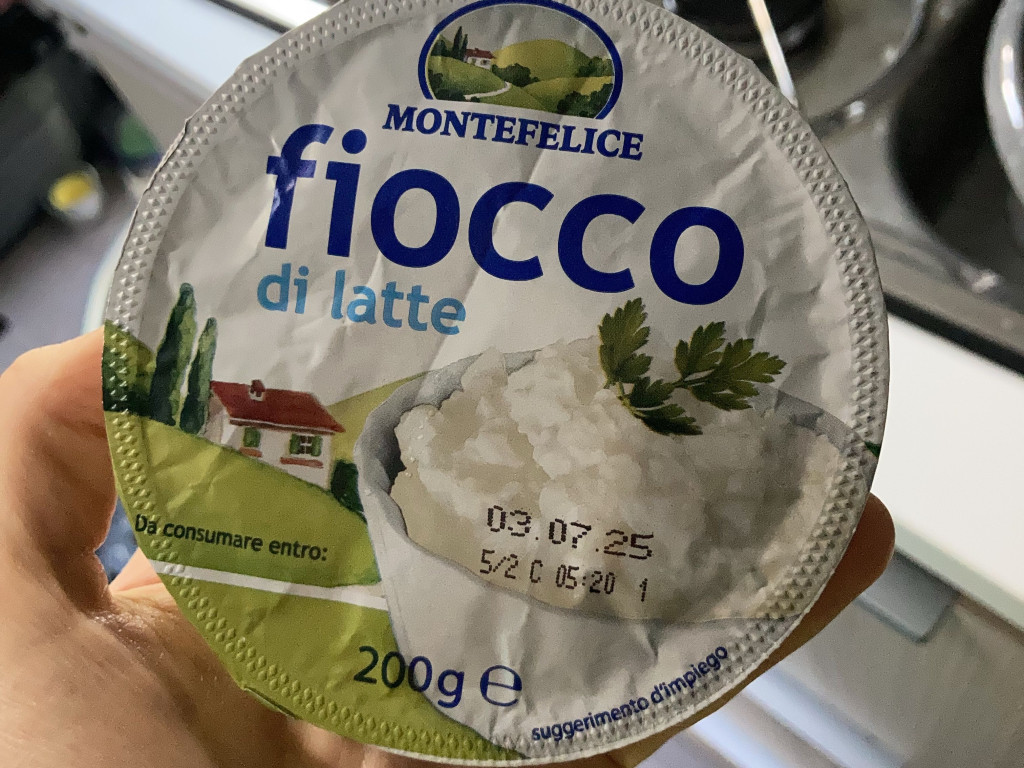 MONTEFELICE
fiocco
di latte
Da consumare entro:
03.07.25
5/2 C 05:20 1
200g ℮
suggerimento d'impiego